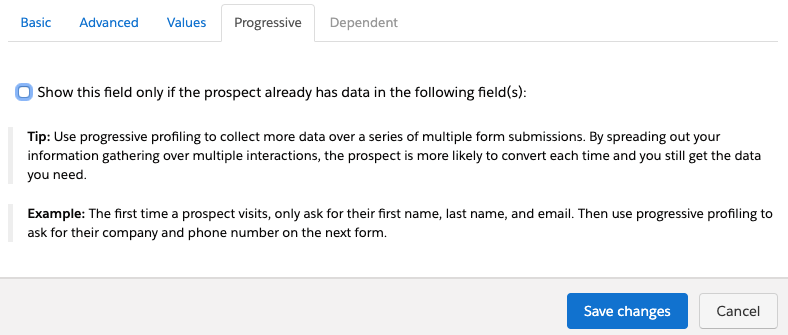 Basic Advanced Values Progressive Dependent
Show this field only if the prospect already has data in the following field(s):
Tip: Use progressive profiling to collect more data over a series of multiple form submissions. By spreading out your
information gathering over multiple interactions, the prospect is more likely to convert each time and you still get the data
you need.
Example: The first time a prospect visits, only ask for their first name, last name, and email. Then use progressive profiling to
ask for their company and phone number on the next form.
Save changes Cancel